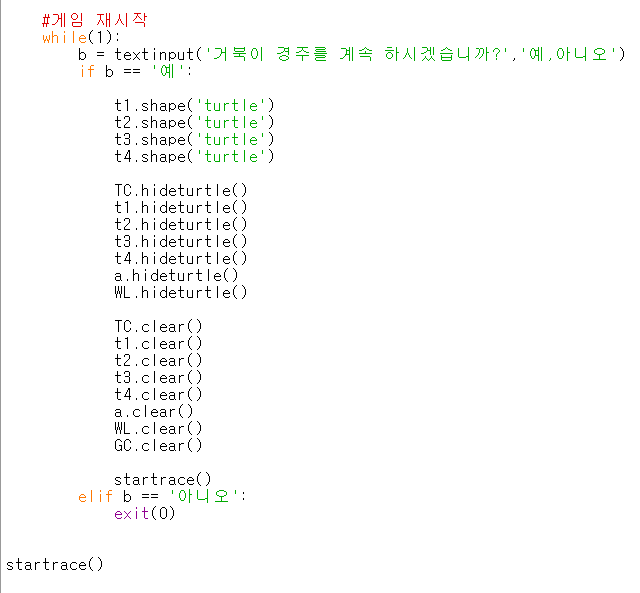 #게임 재시작
while(1):
b = textinput('거북이 경주를 계속 하시겠습니까?','예,아니오')
if b == '예':
t1.shape('turtle')
t2.shape('turtle')
t3.shape('turtle')
t4.shape('turtle')
TC.hideturtle()
t1.hideturtle()
t2.hideturtle()
t3.hideturtle()
t4.hideturtle()
a.hideturtle()
WL.hideturtle()
TC.clear()
t1.clear()
t2.clear()
t3.clear()
t4.clear()
a.clear()
WL.clear()
GC.clear()
startrace()
elif b == '아니오':
exit(0)
startrace()